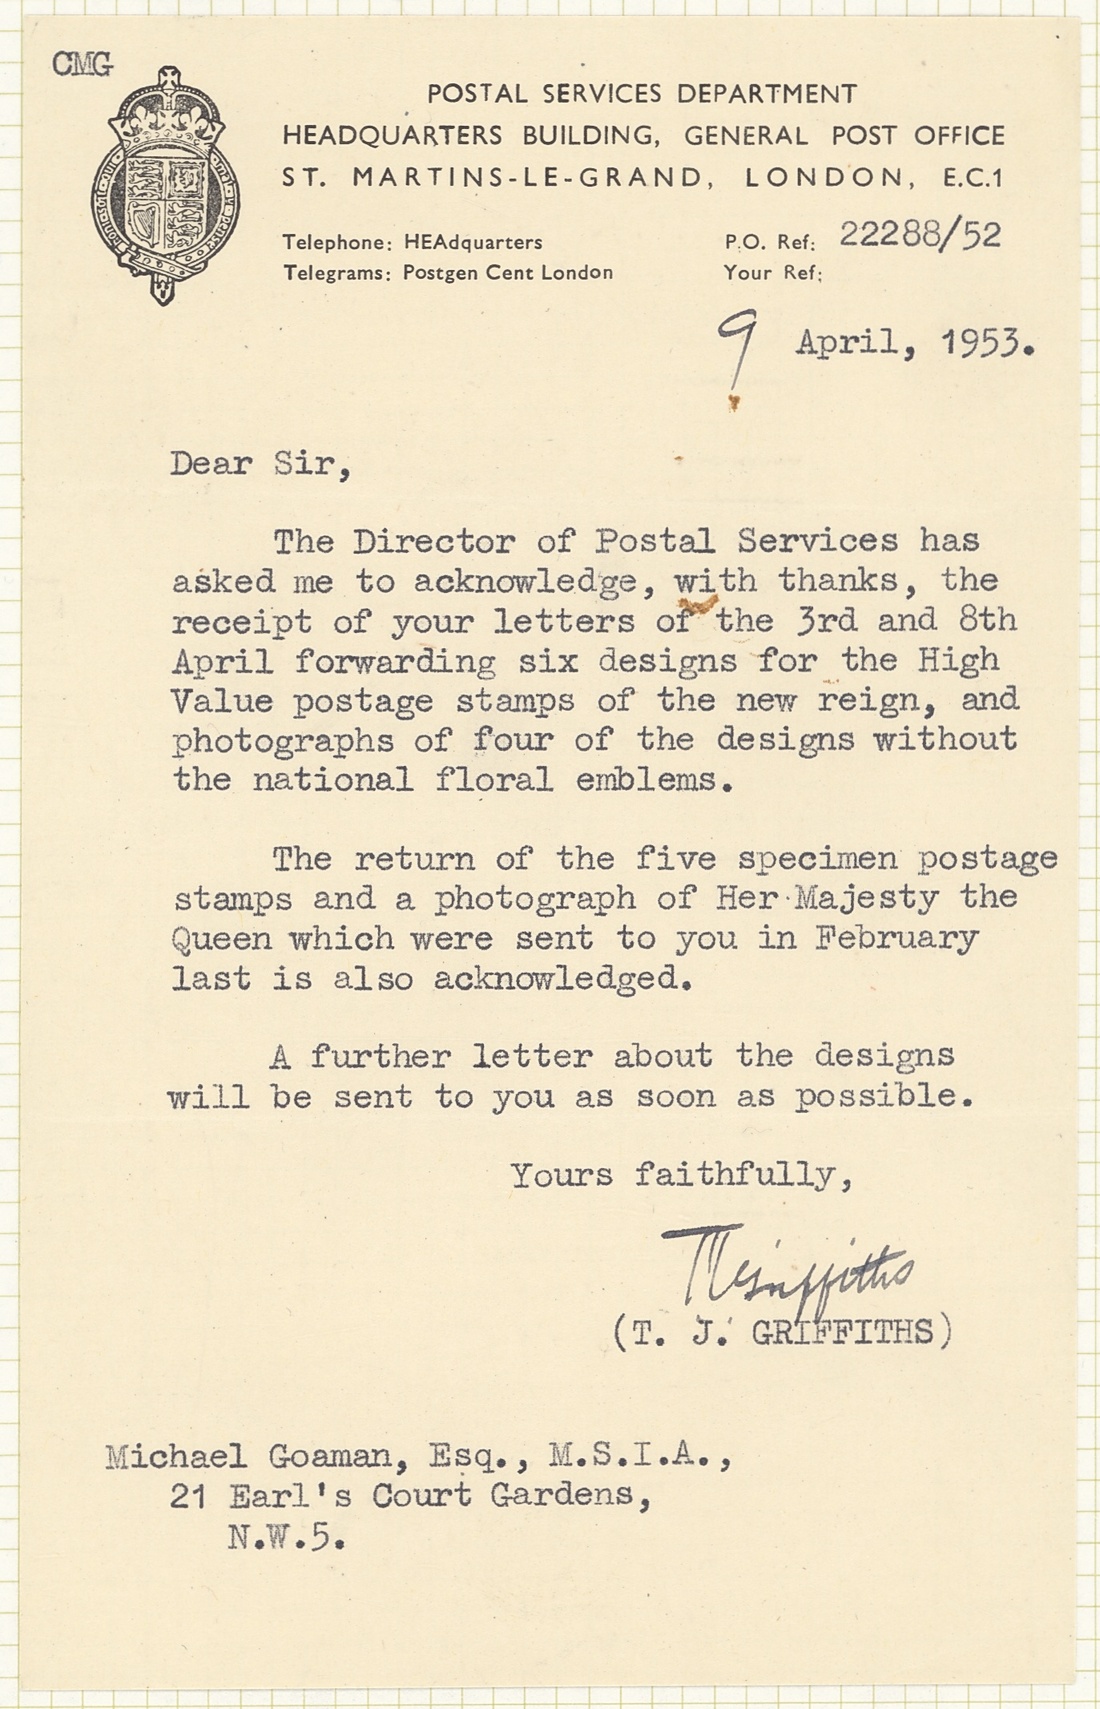 CMG
POSTAL SERVICES DEPARTMENT
HEADQUARTERS BUILDING, GENERAL POST OFFICE
ST. MARTINS-LE-GRAND, LONDON, E.C.1
Telephone: HEAdquarters
P.O. Ref: 22288/52
Telegrams: Postgen Cent London
Your Ref:
9 April, 1953.
Dear Sir,
The Director of Postal Services has
asked me to acknowledge, with thanks, the
receipt of your letters of the 3rd and 8th
April forwarding six designs for the High
Value postage stamps of the new reign, and
photographs of four of the designs without
the national floral emblems.
The return of the five specimen postage
stamps and a photograph of Her Majesty the
Queen which were sent to you in February
last is also acknowledged.
A further letter about the designs
will be sent to you as soon as possible.
Yours faithfully,
TJGriffiths
(T. J. GRIFFITHS)
Michael Goaman, Esq., M.S.I.A.,
21 Earl's Court Gardens,
N.W.5.